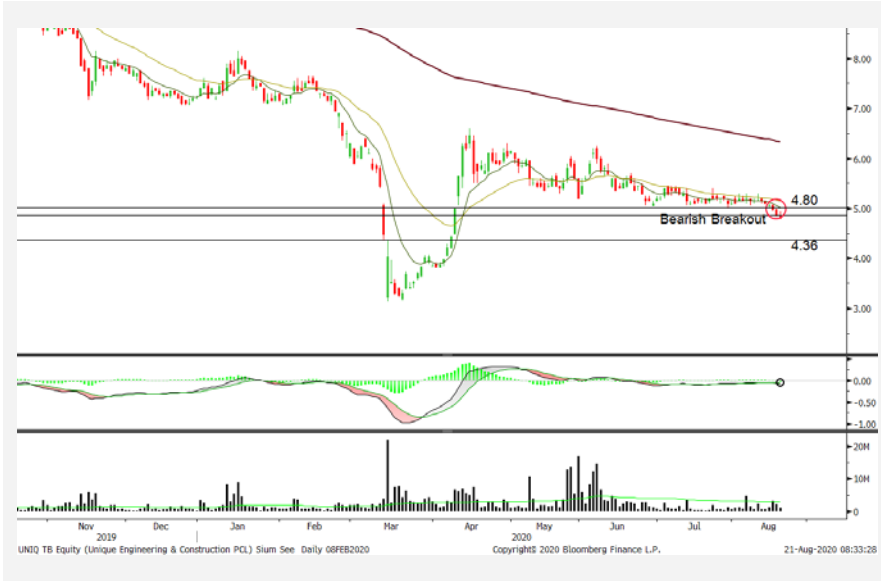 8.00
7.00
6.00
4.80
5.00
Bearish Breakout
4.36
4.00
3.00
0.00
-0.50
-1.00
20M
10M
0
Nov Dec Jan Feb Mar Apr May Jun Jul Aug
2019 2020
UNIQ TB Equity (Unique Engineering & Construction PCL) Sium See Daily 08FEB2020 Copyright© 2020 Bloomberg Finance L.P. 21-Aug-2020 08:33:28